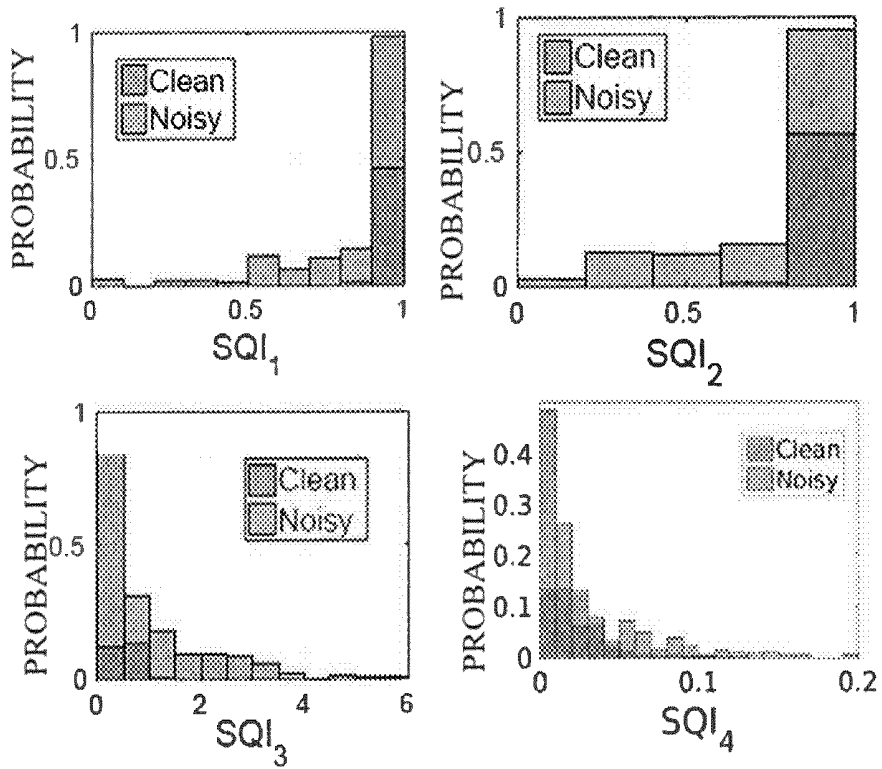 PROBABILITY
1
0.5
0
Clean
Noisy
0
0.5
1
SQI1
PROBABILITY
1
0.5
0
Clean
Noisy
0
0.5
1
SQI2
PROBABILITY
1
0.5
0
Clean
Noisy
0
2
4
6
SQI3
PROBABILITY
0.4
0.3
0.2
0.1
0
Clean
Noisy
0
0.1
0.2
SQI4